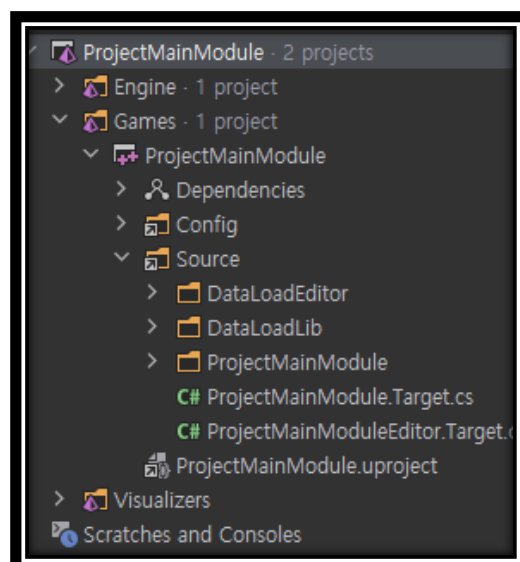 ProjectMainModule · 2 projects
Engine · 1 project
Games · 1 project
ProjectMainModule
Dependencies
Config
Source
DataLoadEditor
DataLoadLib
ProjectMainModule
C# ProjectMainModule.Target.cs
C# ProjectMainModuleEditor.Target.
ProjectMainModule.uproject
Visualizers
Scratches and Consoles